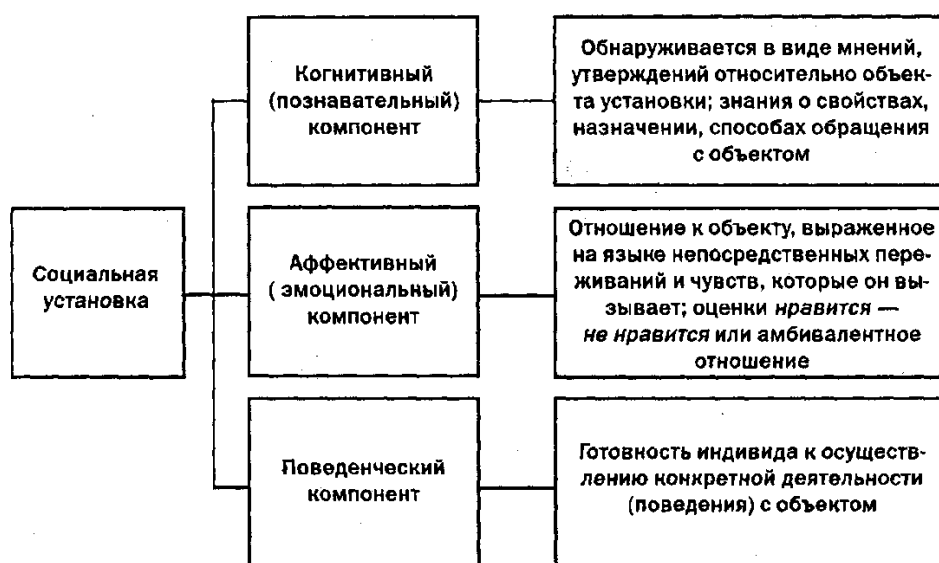 Когнитивный
(познавательный)
компонент
Обнаруживается в виде мнений,
утверждений относительно объек-
та установки; знания о свойствах,
назначении, способах обращения
с объектом
Социальная
установка
Аффективный
( эмоциональный)
компонент
Отношение к объекту, выраженное
на языке непосредственных пере-
живаний и чувств, которые он вы-
зывает; оценки нравится —
не нравится или амбивалентное
отношение
Поведенческий
компонент
Готовность индивида к осуществ-
лению конкретной деятельности
(поведения) с объектом